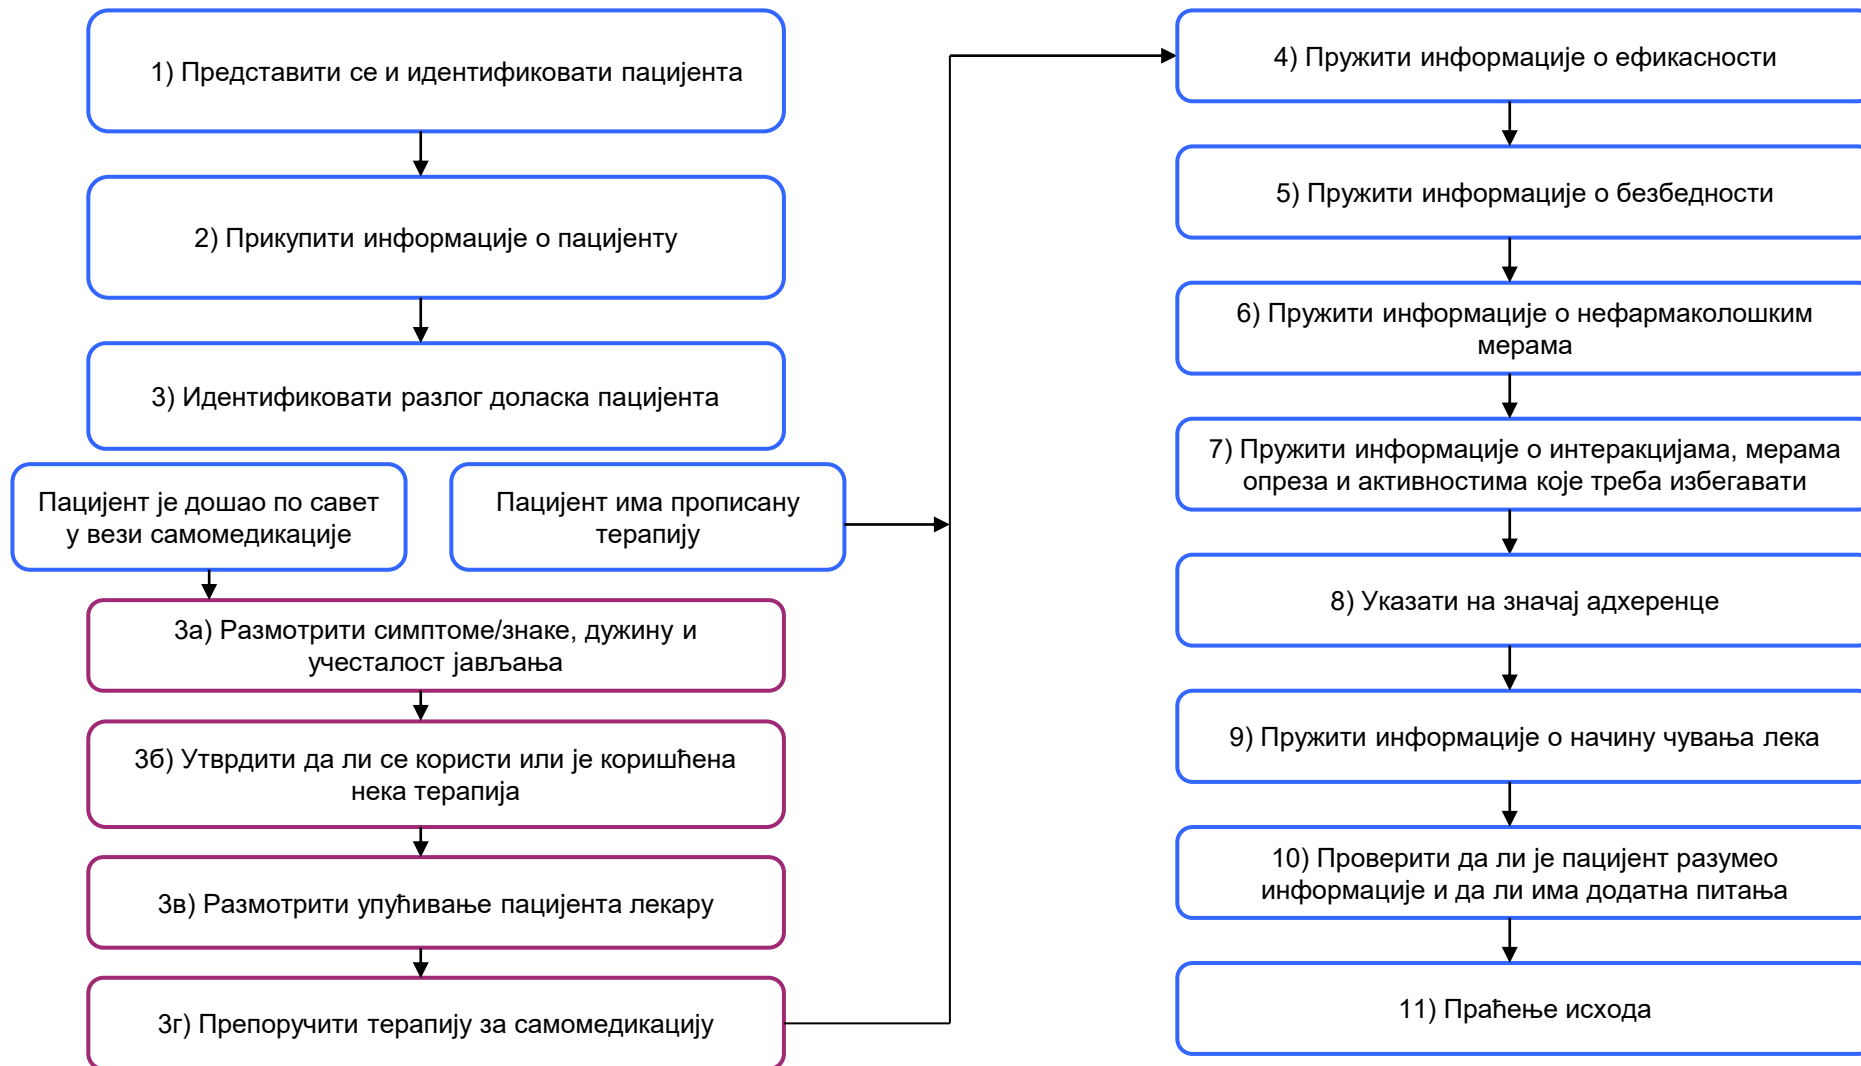 1) Представити се и идентификовати пацијента
2) Прикупити информације о пацијенту
3) Идентификовати разлог доласка пацијента
Пацијент је дошао по савет
у вези самомедикације
Пацијент има прописану
терапију
3а) Размотрити симптоме/знаке, дужину и
учесталост јављања
3б) Утврдити да ли се користи или је коришћена
нека терапија
3в) Размотрити упућивање пацијента лекару
3г) Препоручити терапију за самомедикацију
4) Пружити информације о ефикасности
5) Пружити информације о безбедности
6) Пружити информације о нефармаколошким
мерама
7) Пружити информације о интеракцијама, мерама
опреза и активностима које треба избегавати
8) Указати на значај адхеренце
9) Пружити информације о начину чувања лека
10) Проверити да ли је пацијент разумео
информације и да ли има додатна питања
11) Праћење исхода